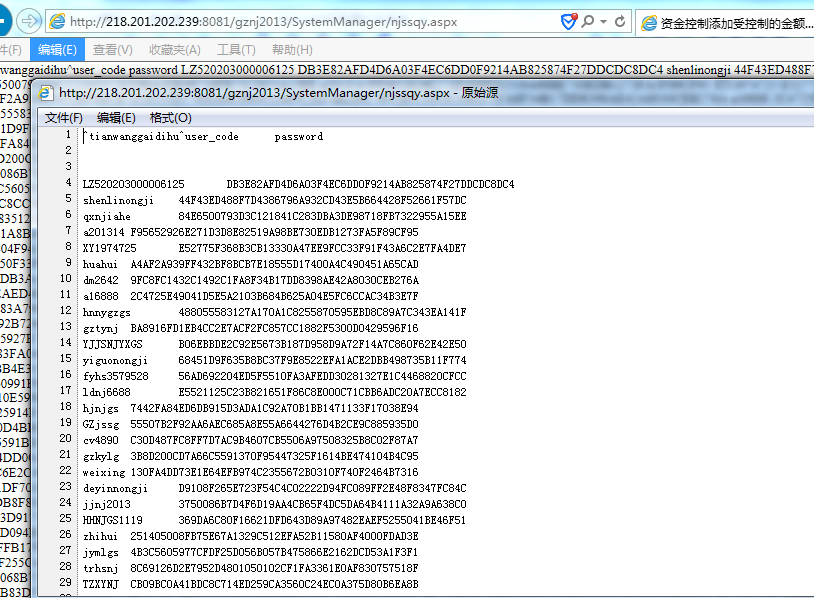 http://218.201.202.239:8081/gznj2013/SystemManager/njssqy.aspx
资金控制添加受控制的金额...
件(F) 编辑(E) 查看(V) 收藏夹(A) 工具(T) 帮助(H)
wanggaidihu^user_code password LZ520203000006125 DB3E82AFD4D6A03F4EC6DD0F9214AB825874F27DDCDC8DC4 shenlinongji 44F43ED488F
http://218.201.202.239:8081/gznj2013/SystemManager/njssqy.aspx - 原始源
文件(F) 编辑(E) 格式(O)
1 ^tianwanggaidihu^user_code password
2
3
4 LZ520203000006125 DB3E82AFD4D6A03F4EC6DD0F9214AB825874F27DDCDC8DC4
5 shenlinongji 44F43ED488F7D4386796A932CD43E5B664428F52661F57DC
6 qxnjiahe 84E6500793D3C121841C283DBA3DE98718FB7322955A15EE
7 a201314 F95652926E271D3D8E82519A98BE730EDB1273FA5F89CF95
8 XY1974725 E52775F368B3CB13330A47EE9FCC33F91F43A6C2E7FA4DE7
9 huahui A4AF2A939FF432BF8BCB7E18555D17400A4C490451A65CAD
10 dm2642 9FC8FC1432C1492C1FA8F34B17DD8398AE42A8030CEB276A
11 a16888 2C4725E49041D5E5A2103B684B625A04E5FC6CCAC34B3E7F
12 hnnygzgs 488055583127A170A1C8255870595EBD8C89A7C343EA141F
13 gztynj BA8916FD1EB4CC2E7ACF2FC857CC1882F5300D0429596F16
14 YJJSNJYXGS B06EBBDE2C92E5673B187D958D9A72F14A7C860F62E42E50
15 yiguonongji 68451D9F635B8BC37F9E8522EFA1ACE2DBB498735B11F774
16 fyhs3579528 56AD692204ED5F5510FA3AFEDD30281327E1C4468820CFCC
17 ldnj6688 E5521125C23B821651F86C8E000C71CBB6ADC20A7ECC8182
18 hjnjgs 7442FA84ED6DB915D3ADA1C92A70B1BB1471133F17038E94
19 GZjssg 55507B2F92AA6AEC685A8E55A6644276D4B2CE9C885935D0
20 cv4890 C30D487FC8FF7D7AC9B4607CB5506A97508325B8C02F87A7
21 gzkylg 3B8D200CD7A66C5591370F95447325F1614BE474104B4C95
22 weixing 130FA4DD73E1E64EFB974C2355672B0310F740F2464B7316
23 deyinnongji D9108F265E723F54C4C02222D94FC089FF2E48F8347FC84C
24 jjnj2013 3750086B7D4F6D19AA4CB65F4DC5DA64B4111A32A9A638C0
25 HHNJGS1119 369DA6C80F16621DFD643D89A97482EAEF5255041BE46F51
26 zhihui 251405008FB75E67A1329C512EFA52B11580AF4000FDAD3E
27 jymlgs 4B3C5605977CFDF25D056B057B475866E2162DCD53A1F3F1
28 trhsnj 8C69126D2E7952D4801050102CF1FA3361E0AF830757518F
29 TZXYNJ CB09BC0A41BDC8C714ED259CA3560C24EC0A375D80B6EA8B